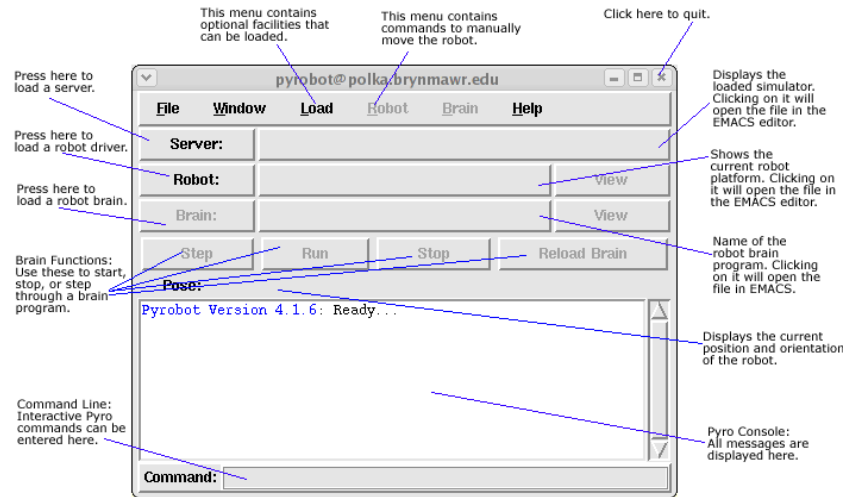 This menu contains
optional facilities that
can be loaded.
This menu contains
commands to manually
move the robot.
Click here to quit.
Press here to
load a server.
Press here to
load a robot driver.
Press here to
load a robot brain.
Brain Functions:
Use these to start,
stop, or step
through a brain
program.
Command Line:
Interactive Pyro
commands can be
entered here.
pyrobot@polka.brynmawr.edu
File Window Load Robot Brain Help
Server:
Robot: View
Brain: View
Step Run Stop Reload Brain
Pose:
Pyrobot Version 4.1.6: Ready...
Command:
Displays the
loaded simulator.
Clicking on it will
open the file in the
EMACS editor.
Shows the
current robot
platform. Clicking on
it will open the file in
the EMACS editor.
Name of the
robot brain
program. Clicking
on it will open the
file in EMACS.
Displays the current
position and orientation
of the robot.
Pyro Console:
All messages are
displayed here.